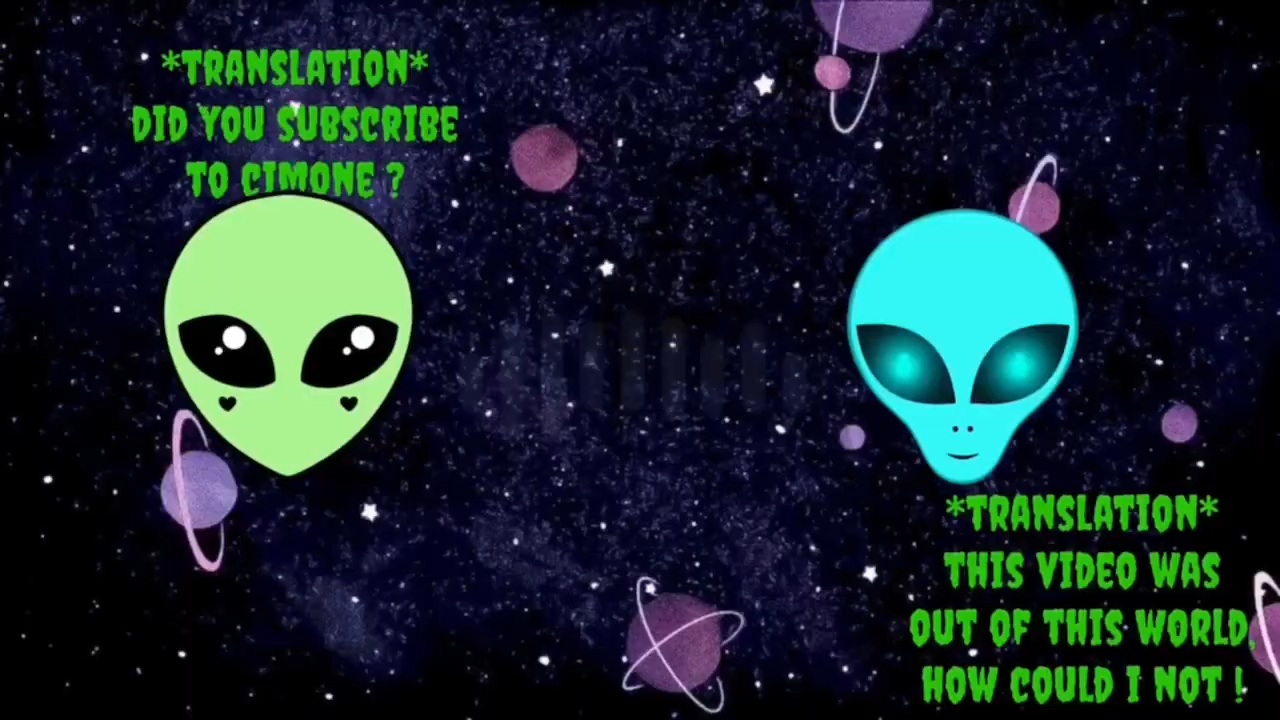 *TRANSLATION*
DID YOU SUBSCRIBE
TO CIMONE ?
*TRANSLATION*
THIS VIDEO WAS
OUT OF THIS WORLD,
HOW COULD I NOT !